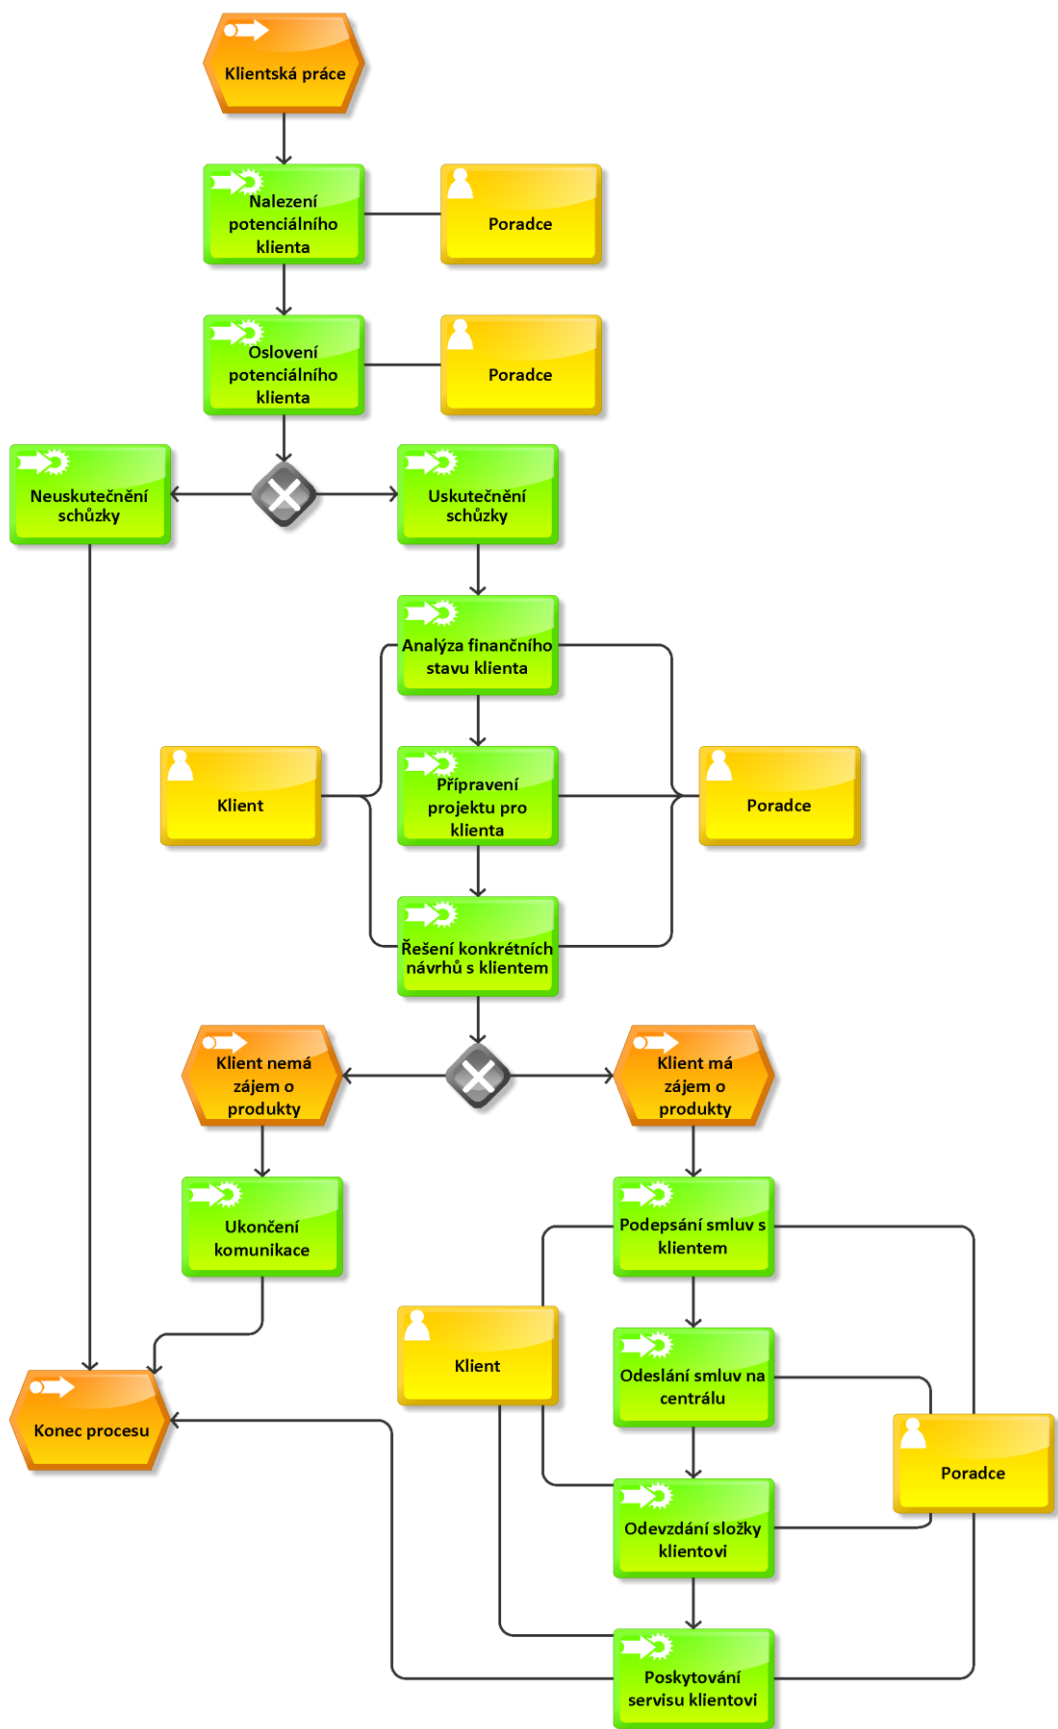 Klientská práce
Nalezení
potenciálního
klienta
Poradce
Oslovení
potenciálního
klienta
Poradce
Neuskutečnění
schůzky
Uskutečnění
schůzky
Analýza finančního
stavu klienta
Klient
Přípravení
projektu pro
klienta
Poradce
Řešení konkrétních
návrhů s klientem
Klient nemá
zájem o
produkty
Klient má
zájem o
produkty
Ukončení
komunikace
Podepsání smluv s
klientem
Klient
Odeslání smluv na
centrálu
Konec procesu
Poradce
Odevzdání složky
klientovi
Poskytování
servisu klientovi